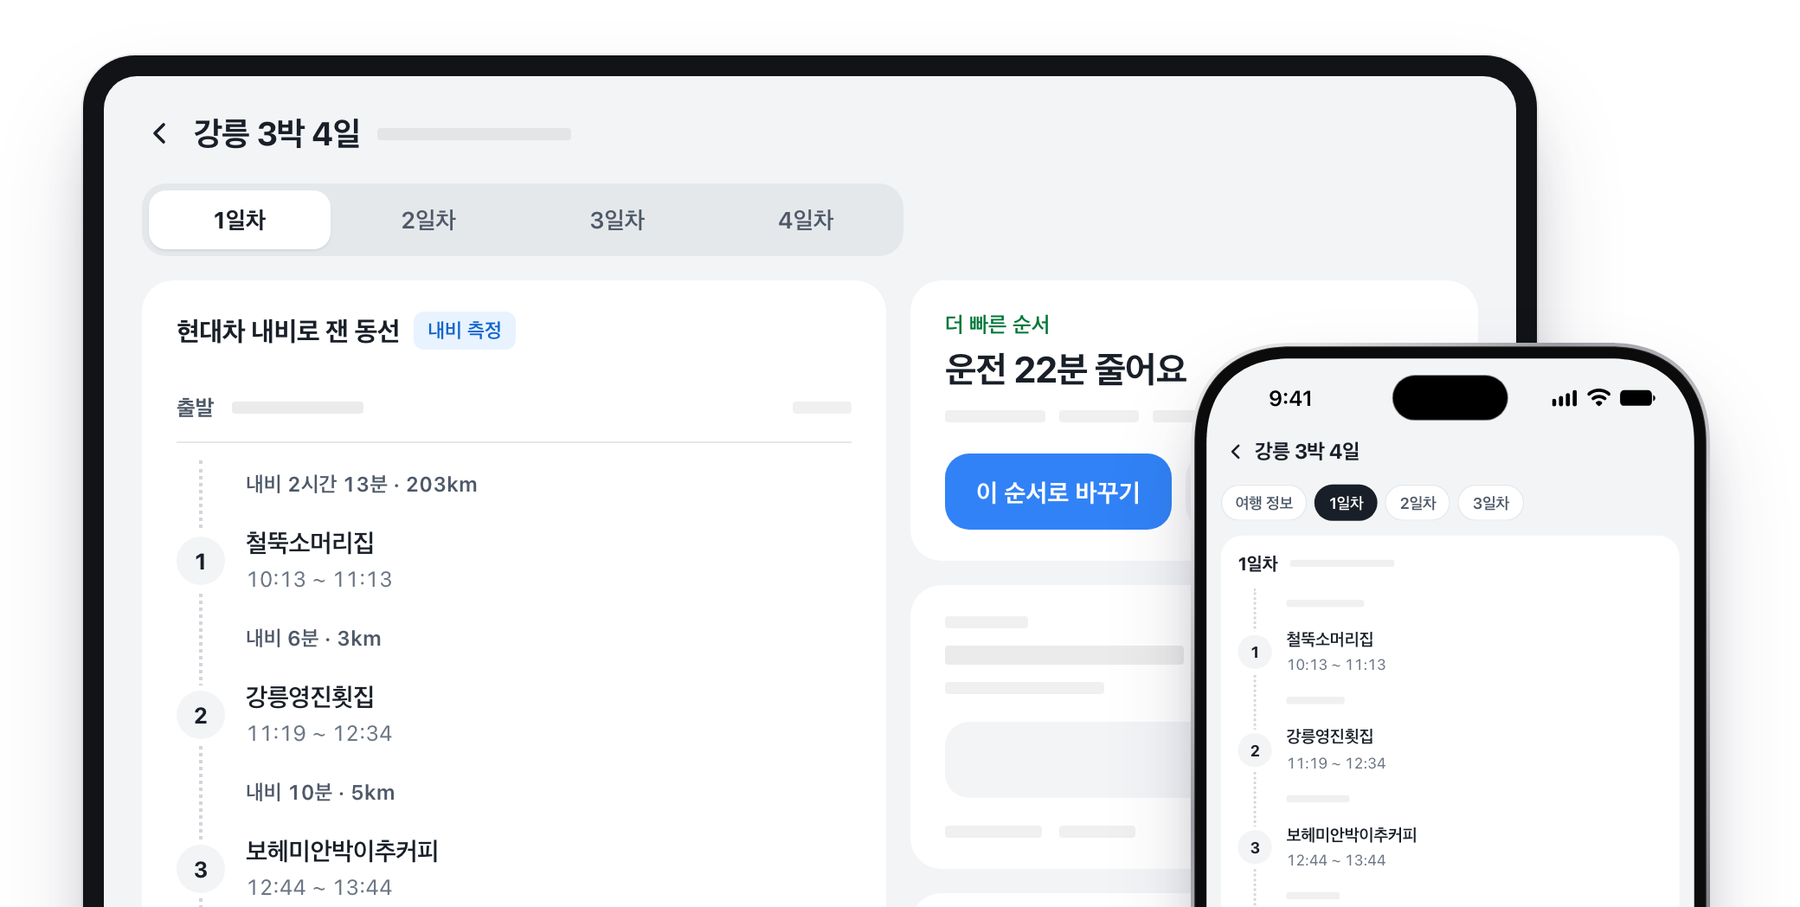 강릉 3박 4일
1일차
2일차
3일차
4일차
현대차 내비로 잰 동선
내비 측정
출발
내비 2시간 13분 · 203km
1
철뚝소머리집
10:13 ~ 11:13
내비 6분 · 3km
2
강릉영진횟집
11:19 ~ 12:34
내비 10분 · 5km
3
보헤미안박이추커피
12:44 ~ 13:44
더 빠른 순서
운전 22분 줄어요
이 순서로 바꾸기
9:41
강릉 3박 4일
여행 정보
1일차
2일차
3일차
1일차
1
철뚝소머리집
10:13 ~ 11:13
2
강릉영진횟집
11:19 ~ 12:34
3
보헤미안박이추커피
12:44 ~ 13:44